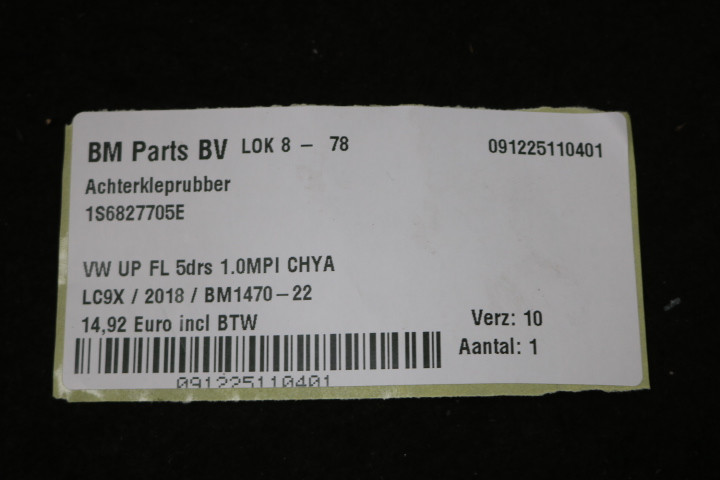 BM Parts BV LOK 8 - 78 091225110401
Achterkleprubber
1S6827705E
VW UP FL 5drs 1.0MPI CHYA
LC9X / 2018 / BM1470-22
14,92 Euro incl BTW
Verz: 10
Aantal: 1
091225110401